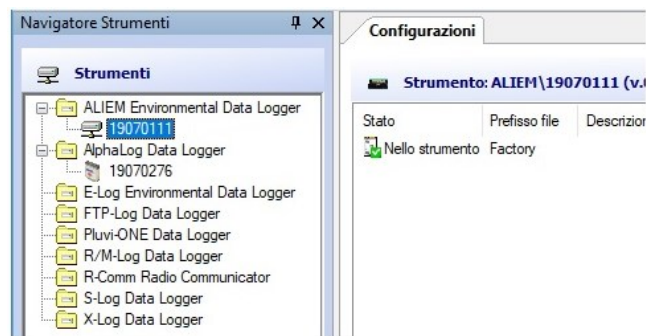 Navigatore Strumenti
Strumenti
ALIEM Environmental Data Logger
19070111
AlphaLog Data Logger
19070276
E-Log Environmental Data Logger
FTP-Log Data Logger
Pluvi-ONE Data Logger
R/M-Log Data Logger
R-Comm Radio Communicator
S-Log Data Logger
X-Log Data Logger
Configurazioni
Strumento: ALIEM\19070111 (v.
Stato Prefisso file Descrizion
Nello strumento Factory